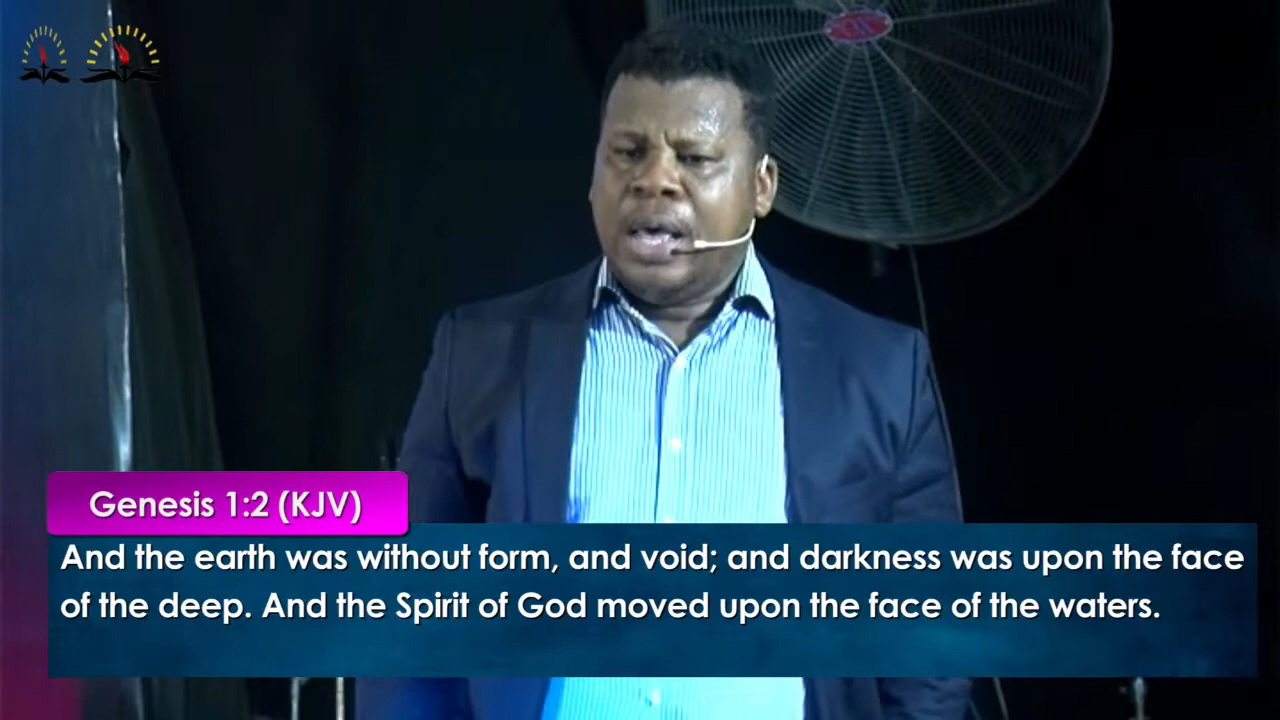 Genesis 1:2 (KJV)
And the earth was without form, and void; and darkness was upon the face
of the deep. And the Spirit of God moved upon the face of the waters.